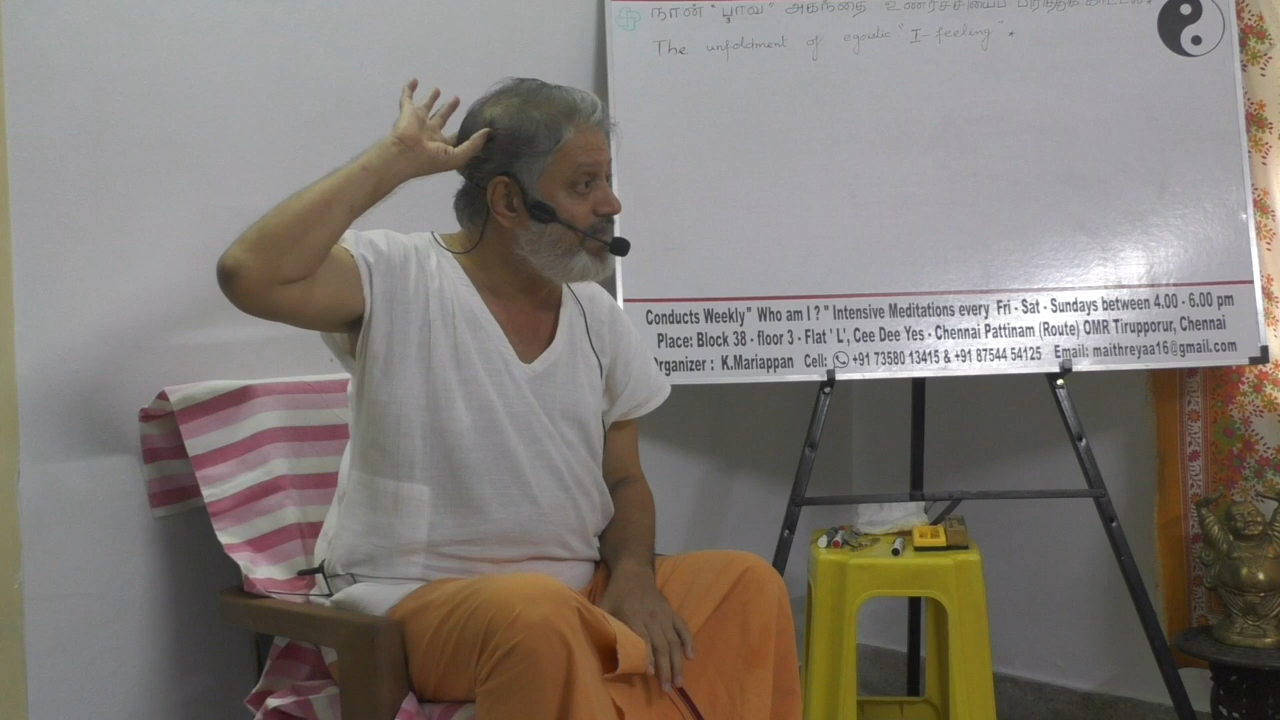 நான் "பாவ" அகந்தை உணர்ச்சியைப்
The unfoldment of egoutic "I-feeling" *
Conducts Weekly" Who am I ? " Intensive Meditations every Fri - Sat - Sundays between 4.00 - 6.00 pm
Place: Block 38 - floor 3 - Flat ' L', Cee Dee Yes - Chennai Pattinam (Route) OMR Tirupporur, Chennai
Organizer : K.Mariappan Cell: +91 73580 13415 & +91 87544 54125 Email: maithreyaa16@gmail.com